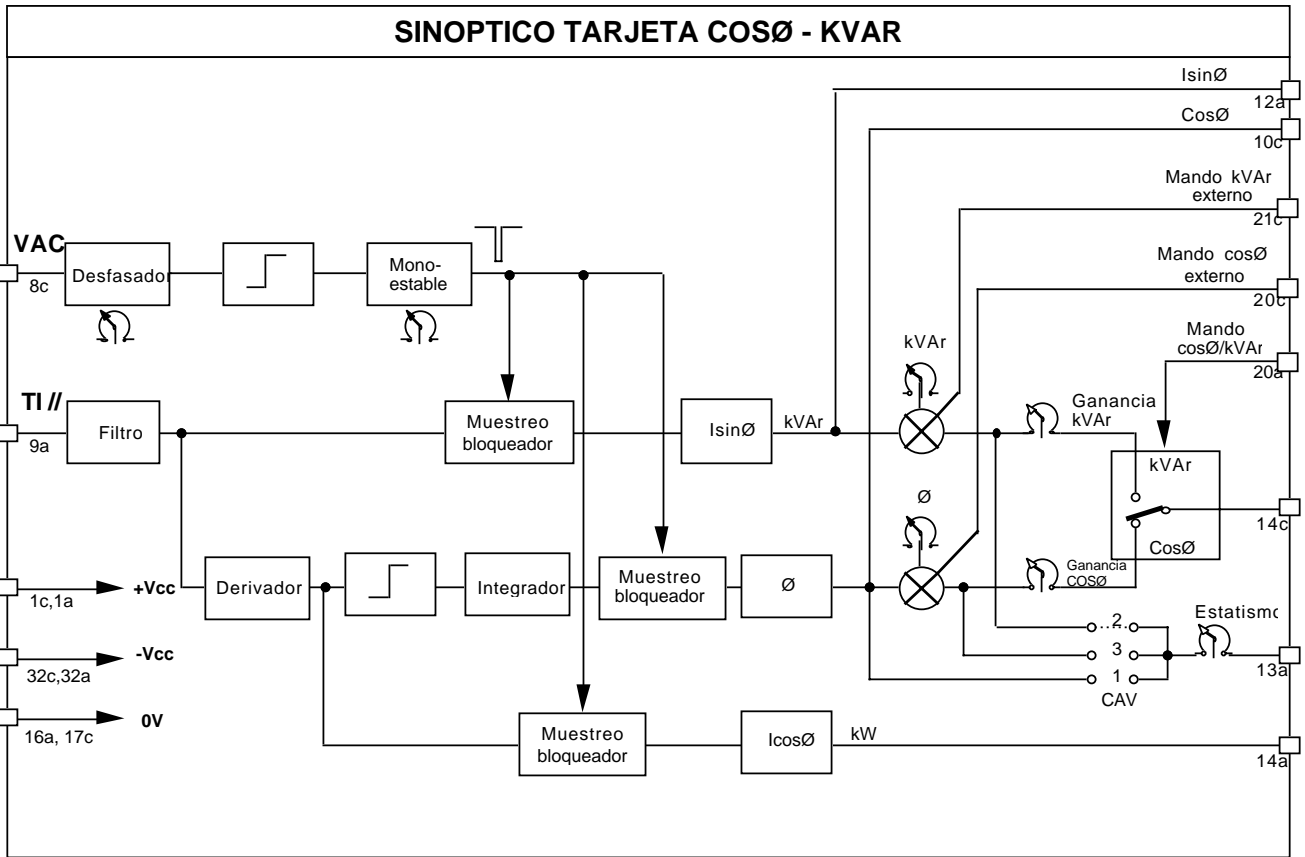 SINOPTICO TARJETA COSØ - KVAR
IsinØ
12a
CosØ
10c
Mando kVAr
externo
21c
Mando cosØ
externo
20c
Mando
cosØ/kVAr
20a
VAC
8c
Desfasador
Mono-
estable
TI //
9a
Filtro
Muestreo
bloqueador
IsinØ
kVAr
kVAr
Ganancia
kVAr
kVAr
CosØ
14c
Ø
Ganancia
COSØ
1c,1a
+Vcc
Derivador
Integrador
Muestreo
bloqueador
Ø
2
3
1
CAV
Estatismo
13a
32c,32a
-Vcc
16a, 17c
0V
Muestreo
bloqueador
IcosØ
kW
14a